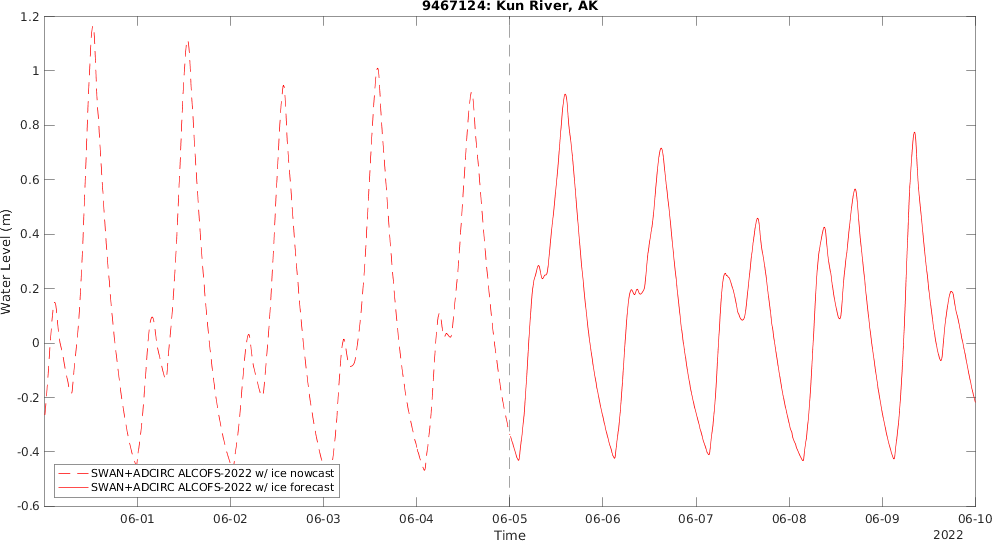 9467124: Kun River, AK
1.2
1
0.8
0.6
0.4
0.2
0
-0.2
-0.4
-0.6
Water Level (m)
SWAN+ADCIRC ALCOFS-2022 w/ ice nowcast
SWAN+ADCIRC ALCOFS-2022 w/ ice forecast
06-01 06-02 06-03 06-04 06-05 06-06 06-07 06-08 06-09 06-10
Time
2022